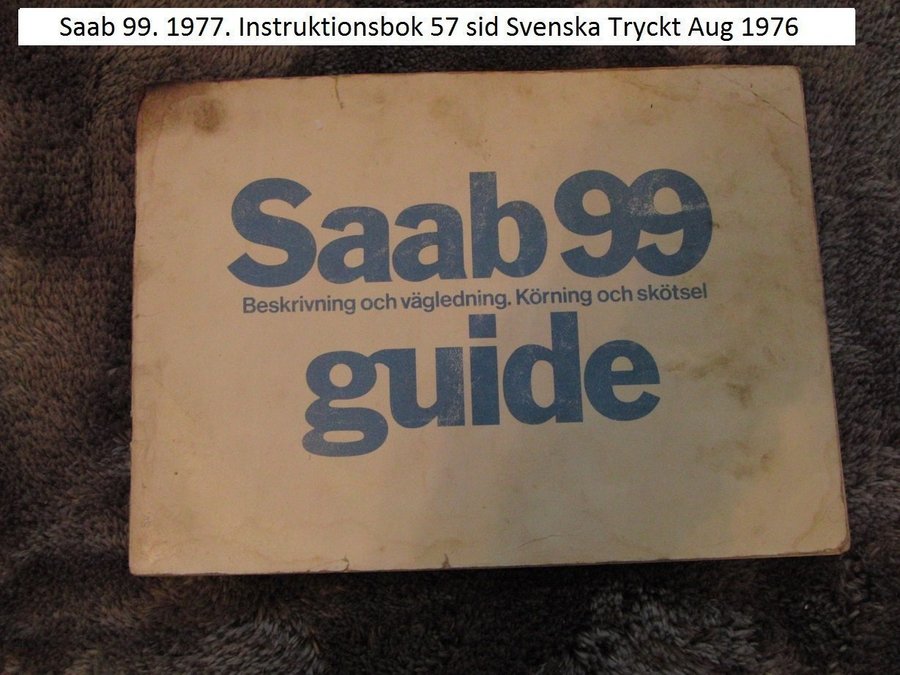 Saab 99. 1977. Instruktionsbok 57 sid Svenska Tryckt Aug 1976
Saab 99
Beskrivning och vägledning. Körning och skötsel
guide